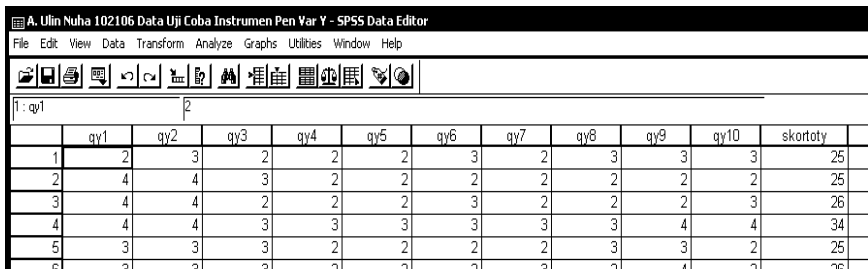 A. Ulin Nuha 102106 Data Uji Coba Instrumen Pen Var Y - SPSS Data Editor
File Edit View Data Transform Analyze Graphs Utilities Window Help
1 : qy1 2
qy1 qy2 qy3 qy4 qy5 qy6 qy7 qy8 qy9 qy10 skortoty
1 2 3 2 2 2 3 2 3 3 3 25
2 4 4 3 2 2 2 2 2 2 2 25
3 4 4 2 2 2 3 2 2 2 3 26
4 4 4 3 3 3 3 3 3 4 4 34
5 3 3 3 2 2 2 2 3 3 2 25